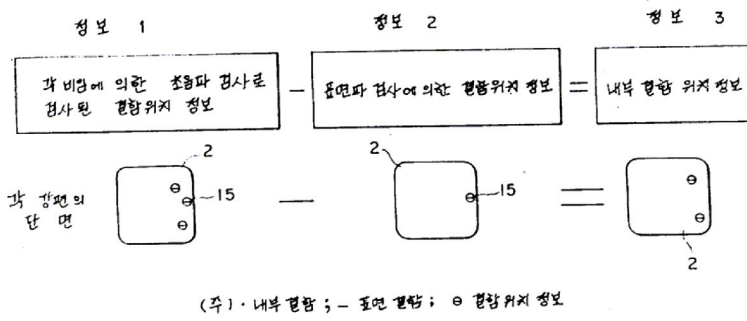 정보 1
정보 2
정보 3
각 비임에 의한 초음파 검사로
검사된 결함위치 정보
—
표면파 검사에 의한 결함위치 정보
=
내부 결함 위치 정보
2
15
각 강편의
단면
2
15
2
(주)・내부결함 ; — 표면 결함 ; ⊖ 결함위치 정보